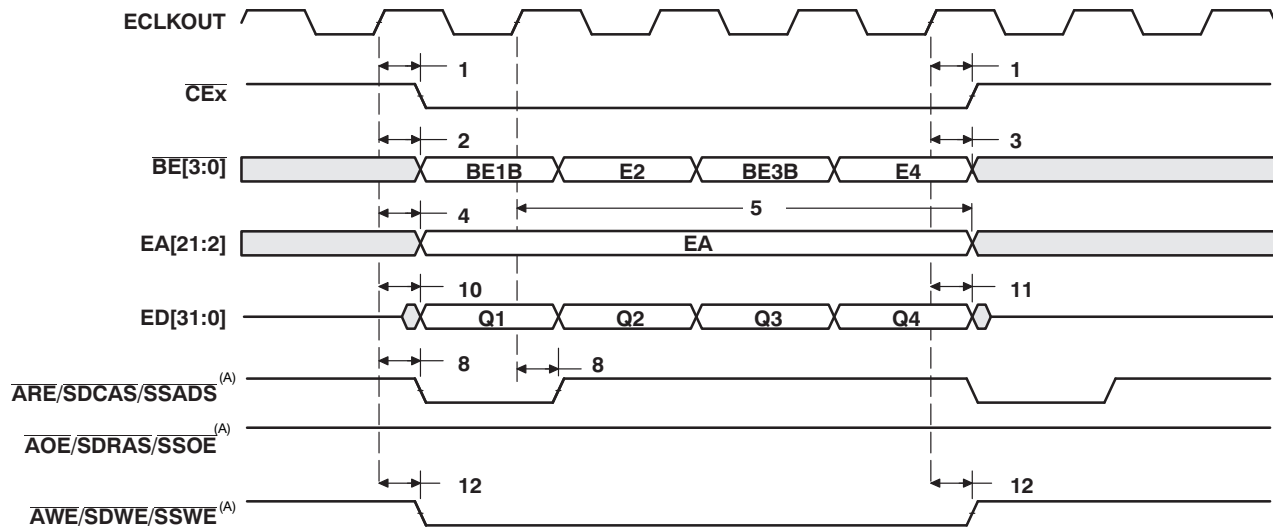 ECLKOUT
1 1
CEx
2 3
BE[3:0] BE1B E2 BE3B E4
5
4
EA[21:2] EA
10 11
ED[31:0] Q1 Q2 Q3 Q4
8 8
ARE/SDCAS/SSADS(A)
AOE/SDRAS/SSOE(A)
12 12
AWE/SDWE/SSWE(A)